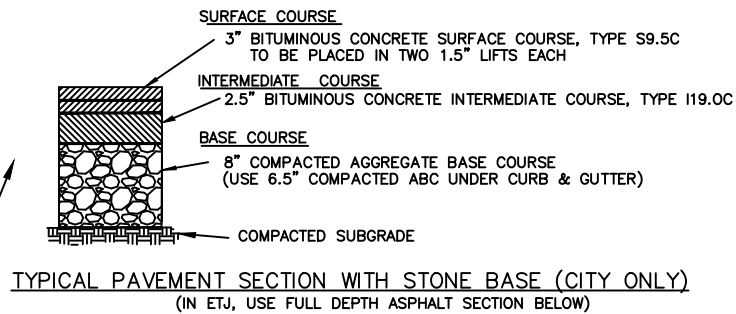 SURFACE COURSE
3" BITUMINOUS CONCRETE SURFACE COURSE, TYPE S9.5C
TO BE PLACED IN TWO 1.5" LIFTS EACH
INTERMEDIATE COURSE
2.5" BITUMINOUS CONCRETE INTERMEDIATE COURSE, TYPE I19.0C
BASE COURSE
8" COMPACTED AGGREGATE BASE COURSE
(USE 6.5" COMPACTED ABC UNDER CURB & GUTTER)
COMPACTED SUBGRADE
TYPICAL PAVEMENT SECTION WITH STONE BASE (CITY ONLY)
(IN ETJ, USE FULL DEPTH ASPHALT SECTION BELOW)